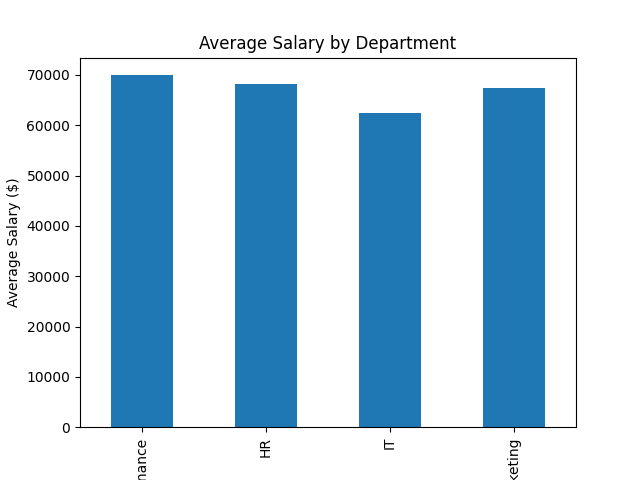 Average Salary by Department
Average Salary ($)
70000
60000
50000
40000
30000
20000
10000
0
nance
HR
IT
keting